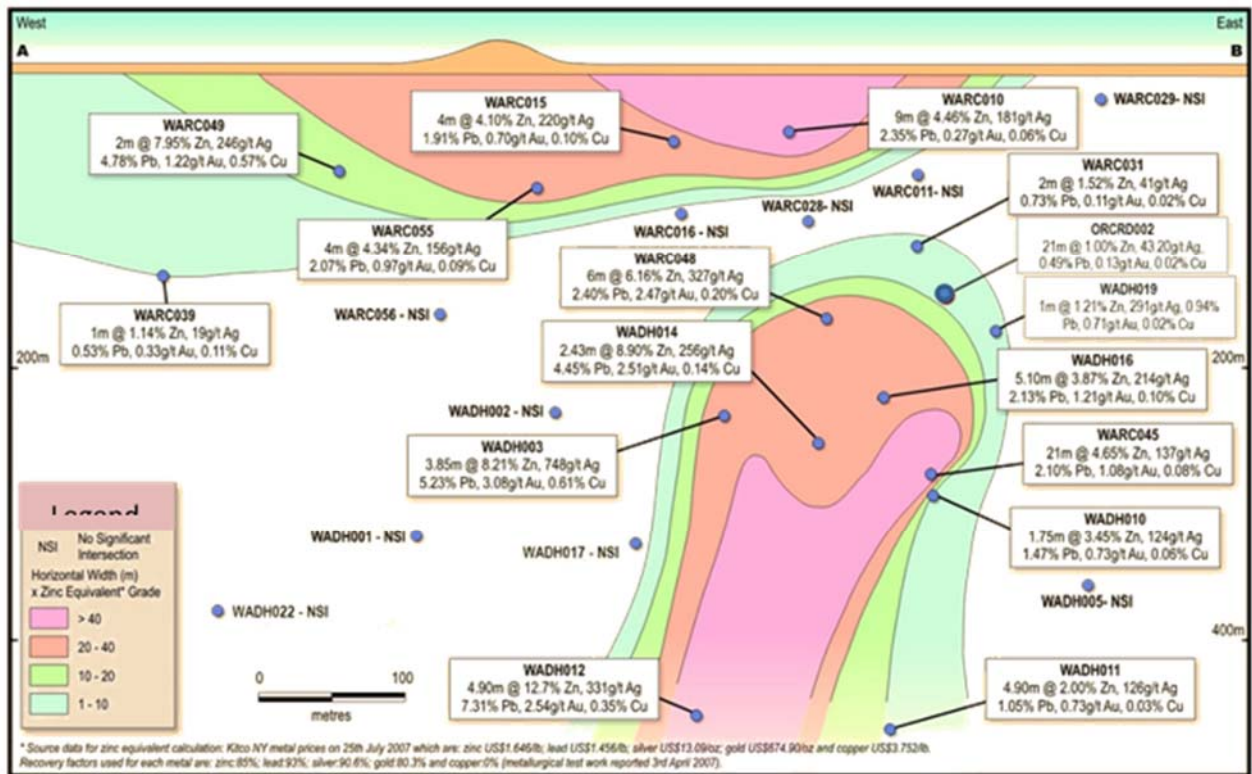 West
East
A
B
WARC015
4m @ 4.10% Zn, 220g/t Ag
1.91% Pb, 0.70g/t Au, 0.10% Cu
WARC010
9m @ 4.46% Zn, 181g/t Ag
2.35% Pb, 0.27g/t Au, 0.06% Cu
WARC029- NSI
WARC049
2m @ 7.95% Zn, 246g/t Ag
4.78% Pb, 1.22g/t Au, 0.57% Cu
WARC031
2m @ 1.52% Zn, 41g/t Ag
0.73% Pb, 0.11g/t Au, 0.02% Cu
WARC011- NSI
WARC028- NSI
WARC016 - NSI
WARC055
4m @ 4.34% Zn, 156g/t Ag
2.07% Pb, 0.97g/t Au, 0.09% Cu
ORCRD002
21m @ 1.00% Zn, 43.20g/t Ag,
0.49% Pb, 0.13g/t Au, 0.02% Cu
WARC048
6m @ 6.16% Zn, 327g/t Ag
2.40% Pb, 2.47g/t Au, 0.20% Cu
WADH019
1m @ 1.21% Zn, 291g/t Ag, 0.94%
Pb, 0.71g/t Au, 0.02% Cu
WARC039
1m @ 1.14% Zn, 19g/t Ag
0.53% Pb, 0.33g/t Au, 0.11% Cu
WARC056 - NSI
WADH014
2.43m @ 8.90% Zn, 256g/t Ag
4.45% Pb, 2.51g/t Au, 0.14% Cu
200m
200m
WADH016
5.10m @ 3.87% Zn, 214g/t Ag
2.13% Pb, 1.21g/t Au, 0.10% Cu
WADH002 - NSI
WADH003
3.85m @ 8.21% Zn, 748g/t Ag
5.23% Pb, 3.08g/t Au, 0.61% Cu
WARC045
21m @ 4.65% Zn, 137g/t Ag
2.10% Pb, 1.08g/t Au, 0.08% Cu
WADH010
1.75m @ 3.45% Zn, 124g/t Ag
1.47% Pb, 0.73g/t Au, 0.06% Cu
WADH001 - NSI
WADH017 - NSI
WADH005- NSI
WADH022 - NSI
400m
Legend
NSI No Significant Intersection
Horizontal Width (m)
x Zinc Equivalent* Grade
> 40
20 - 40
10 - 20
1 - 10
0 100
metres
WADH012
4.90m @ 12.7% Zn, 331g/t Ag
7.31% Pb, 2.54g/t Au, 0.35% Cu
WADH011
4.90m @ 2.00% Zn, 126g/t Ag
1.05% Pb, 0.73g/t Au, 0.03% Cu
* Source data for zinc equivalent calculation: Kitco NY metal prices on 25th July 2007 which are: zinc US$1.646/lb; lead US$1.456/lb; silver US$13.09/oz; gold US$674.90/oz and copper US$3.752/lb.
Recovery factors used for each metal are: zinc:85%; lead:93%; silver:90.6%; gold:80.3% and copper:0% (metallurgical test work reported 3rd April 2007).